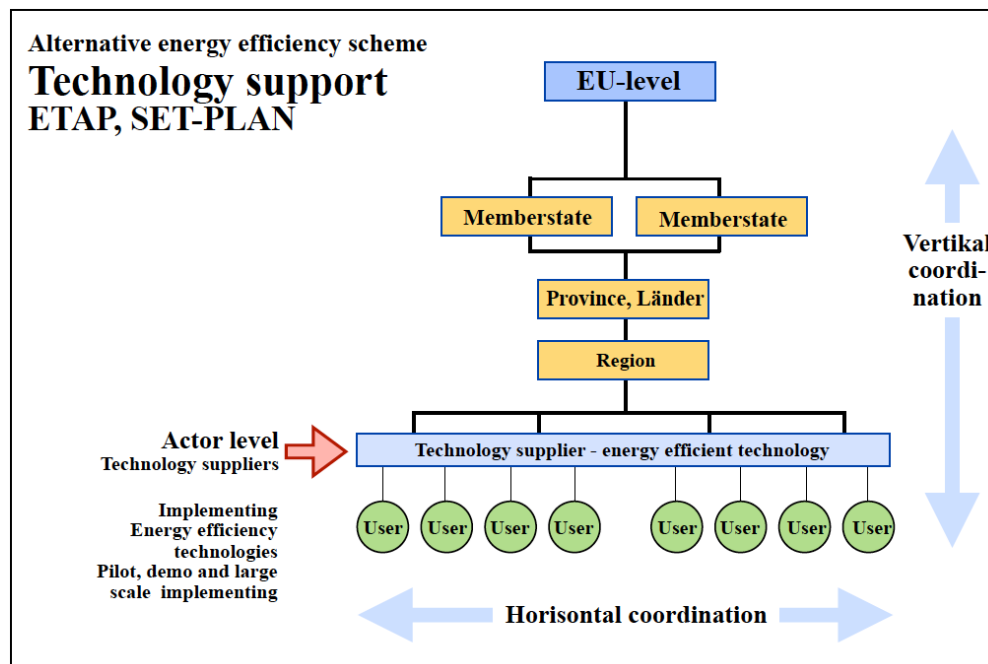 Alternative energy efficiency scheme
Technology support
ETAP, SET-PLAN
EU-level
Memberstate
Memberstate
Vertikal
coordi-
nation
Province, Länder
Region
Actor level
Technology suppliers
Technology supplier - energy efficient technology
Implementing
Energy efficiency
technologies
Pilot, demo and large
scale implementing
User
User
User
User
User
User
User
User
Horisontal coordination